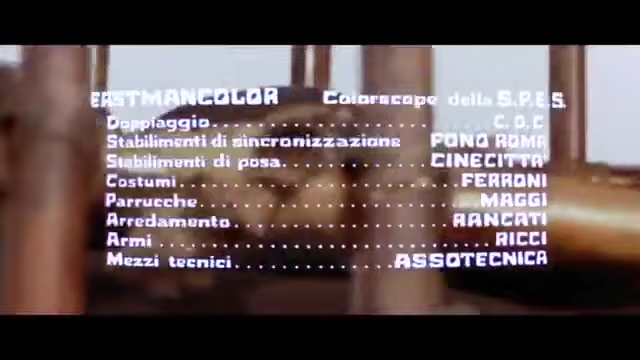 EASTMANCOLOR Colorscope della S.P.E.S.
Doppiaggio........................C.D.C
Stabilimenti di sincronizzazione FONO ROMA
Stabilimenti di posa..............CINECITTA'
Costumi...........................FERRONI
Parrucche.........................MAGGI
Arredamento.......................RANCATI
Armi..............................RICCI
Mezzi tecnici.................ASSOTECNICA